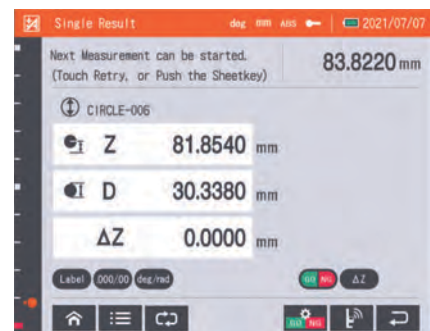 Single Result deg mm ABS 2021/07/07
Next Measurement can be started.
(Touch Retry, or Push the Sheetkey)
83.8220 mm
CIRCLE-006
Z 81.8540 mm
D 30.3380 mm
ΔZ 0.0000 mm
Label 000/00 deg/rad GO NG ΔZ
GO NG